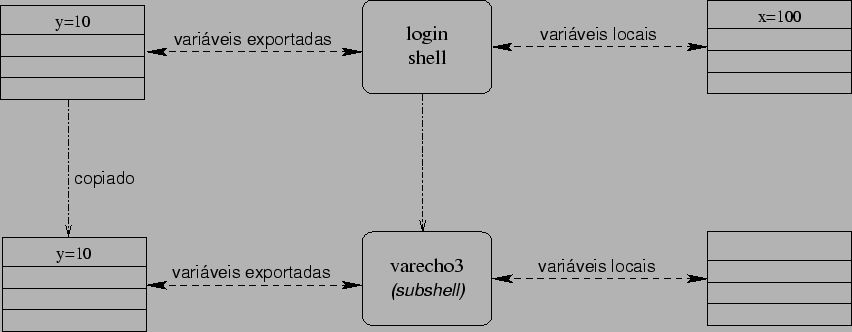 y=10
variáveis exportadas
login
shell
variáveis locais
x=100
copiado
y=10
variáveis exportadas
varecho3
(subshell)
variáveis locais